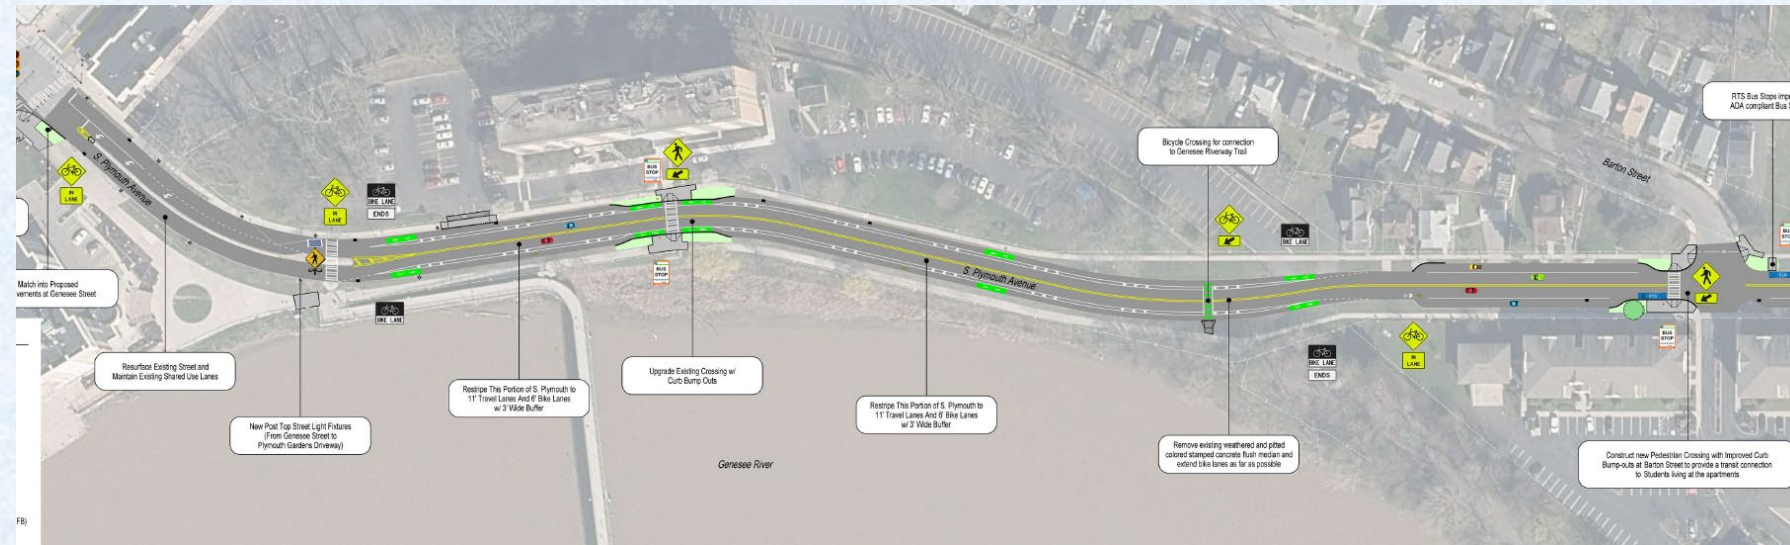 RTS Bus Stops
ADA compliant Bus
Bicycle Crossing for connection
to Genesee Riverway Trail
Barton Street
BUS
STOP
IN
LANE
S. Plymouth Avenue
IN
LANE
BIKE LANE
ENDS
BIKE LANE
BUS
STOP
S. Plymouth Avenue
Match into Proposed
at Genesee Street
BIKE LANE
BIKE LANE
ENDS
IN
LANE
BUS
STOP
Resurface Existing Street and
Maintain Existing Shared Use Lanes
Restripe This Portion of S. Plymouth to
11' Travel Lanes And 6' Bike Lanes
w/ 3' Wide Buffer
Upgrade Existing Crossing w/
Curb Bump Outs
Restripe This Portion of S. Plymouth to
11' Travel Lanes And 6' Bike Lanes
w/ 3' Wide Buffer
New Post Top Street Light Fixtures
(From Genesee Street to
Plymouth Gardens Driveway)
Genesee River
Remove existing weathered and pitted
colored stamped concrete flush median and
extend bike lanes as far as possible
Construct new Pedestrian Crossing with Improved Curb
Bump-outs at Barton Street to provide a transit connection
to Students living at the apartments
FB)